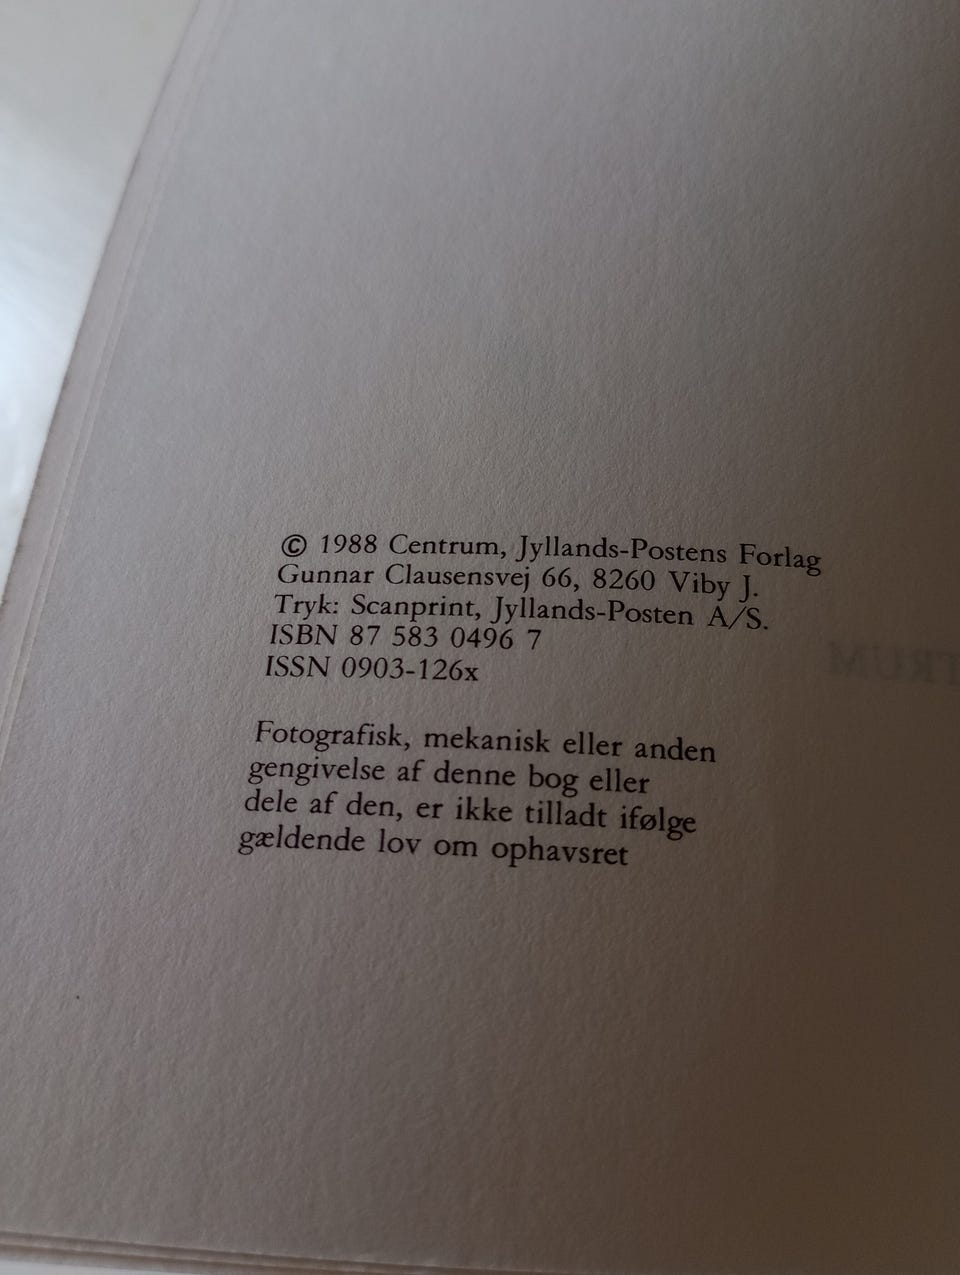 © 1988 Centrum, Jyllands-Postens Forlag
Gunnar Clausensvej 66, 8260 Viby J.
Tryk: Scanprint, Jyllands-Posten A/S.
ISBN 87 583 0496 7
ISSN 0903-126x
Fotografisk, mekanisk eller anden
gengivelse af denne bog eller
dele af den, er ikke tilladt ifølge
gældende lov om ophavsret